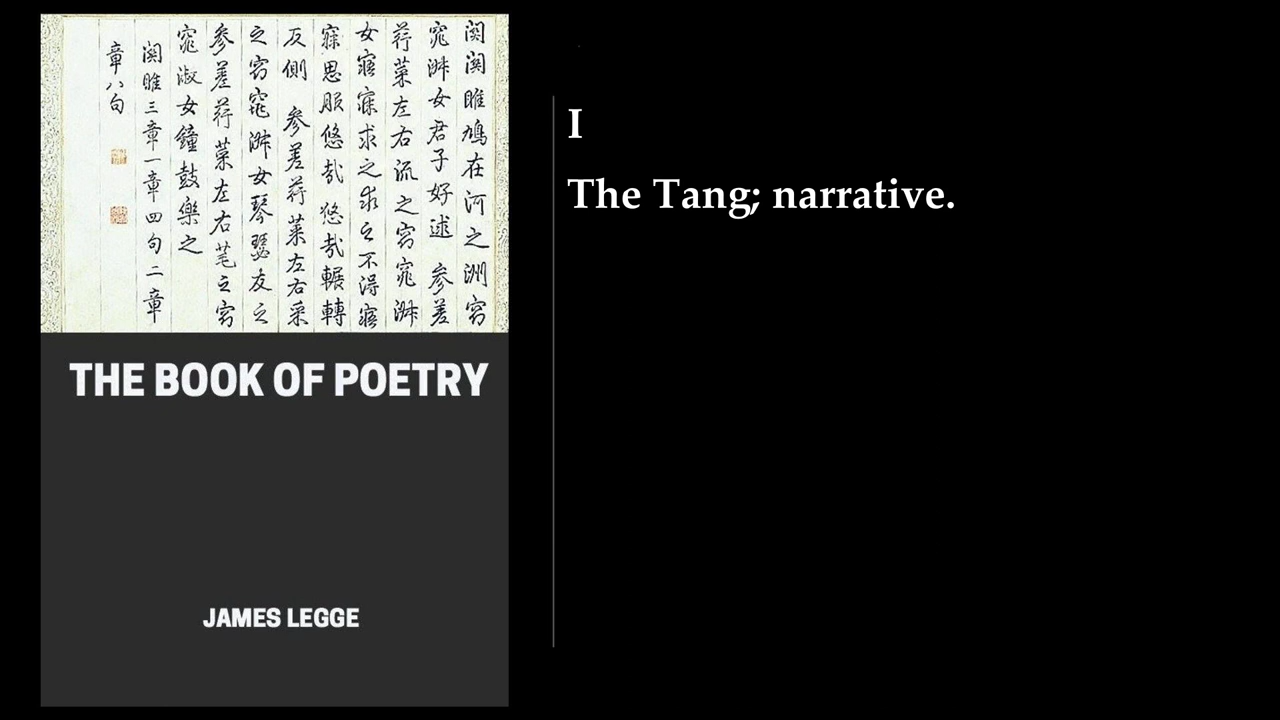 關關雎鳩在河之洲窈
窕淑女君子好逑 參差
荇菜左右流之窈窕淑
女寤寐求之求之不得寤
寐思服悠哉悠哉輾轉
反側 參差荇菜左右采
之窈窕淑女琴瑟友之
參差荇菜左右芼之窈
窕淑女鐘鼓樂之
關雎三章一章四句二章
章八句
THE BOOK OF POETRY
JAMES LEGGE
I
The Tang; narrative.